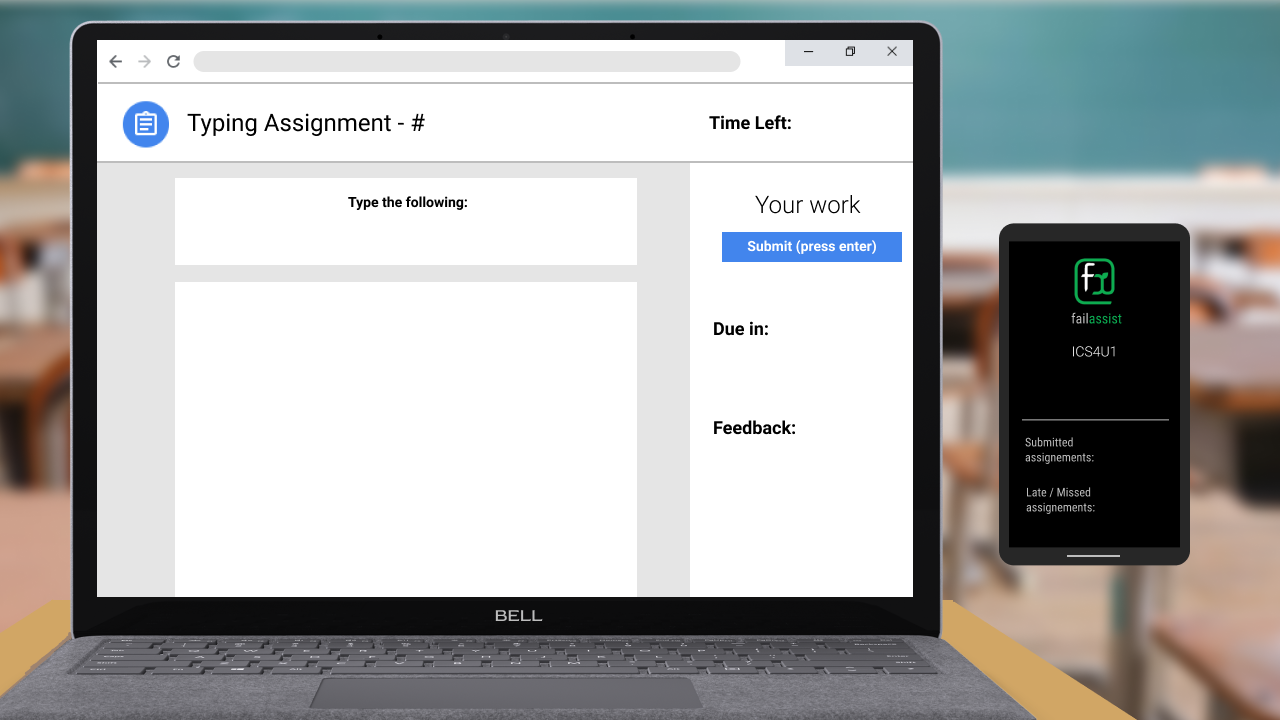 Typing Assignment - #
Time Left:
Type the following:
Your work
Submit (press enter)
Due in:
Feedback:
BELL
fx
failassist
ICS4U1
Submitted
assignements:
Late / Missed
assignements: